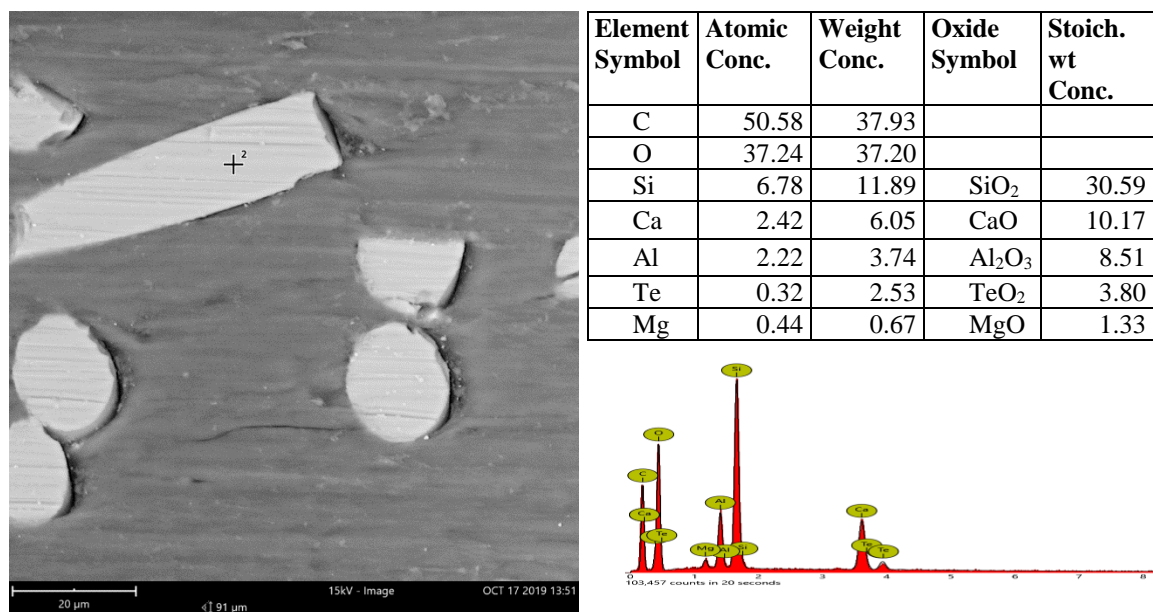 2
20 µm
91 µm
15kV - Image
OCT 17 2019 13:51
Element Symbol Atomic Conc. Weight Conc. Oxide Symbol Stoich. wt Conc.
C 50.58 37.93
O 37.24 37.20
Si 6.78 11.89 SiO₂ 30.59
Ca 2.42 6.05 CaO 10.17
Al 2.22 3.74 Al₂O₃ 8.51
Te 0.32 2.53 TeO₂ 3.80
Mg 0.44 0.67 MgO 1.33
Si
O
C
Ca
Te
Al
Mg
Al
Si
Ca
Te
Te
0 1 2 3 4 5 6 7 8
103,457 counts in 20 seconds